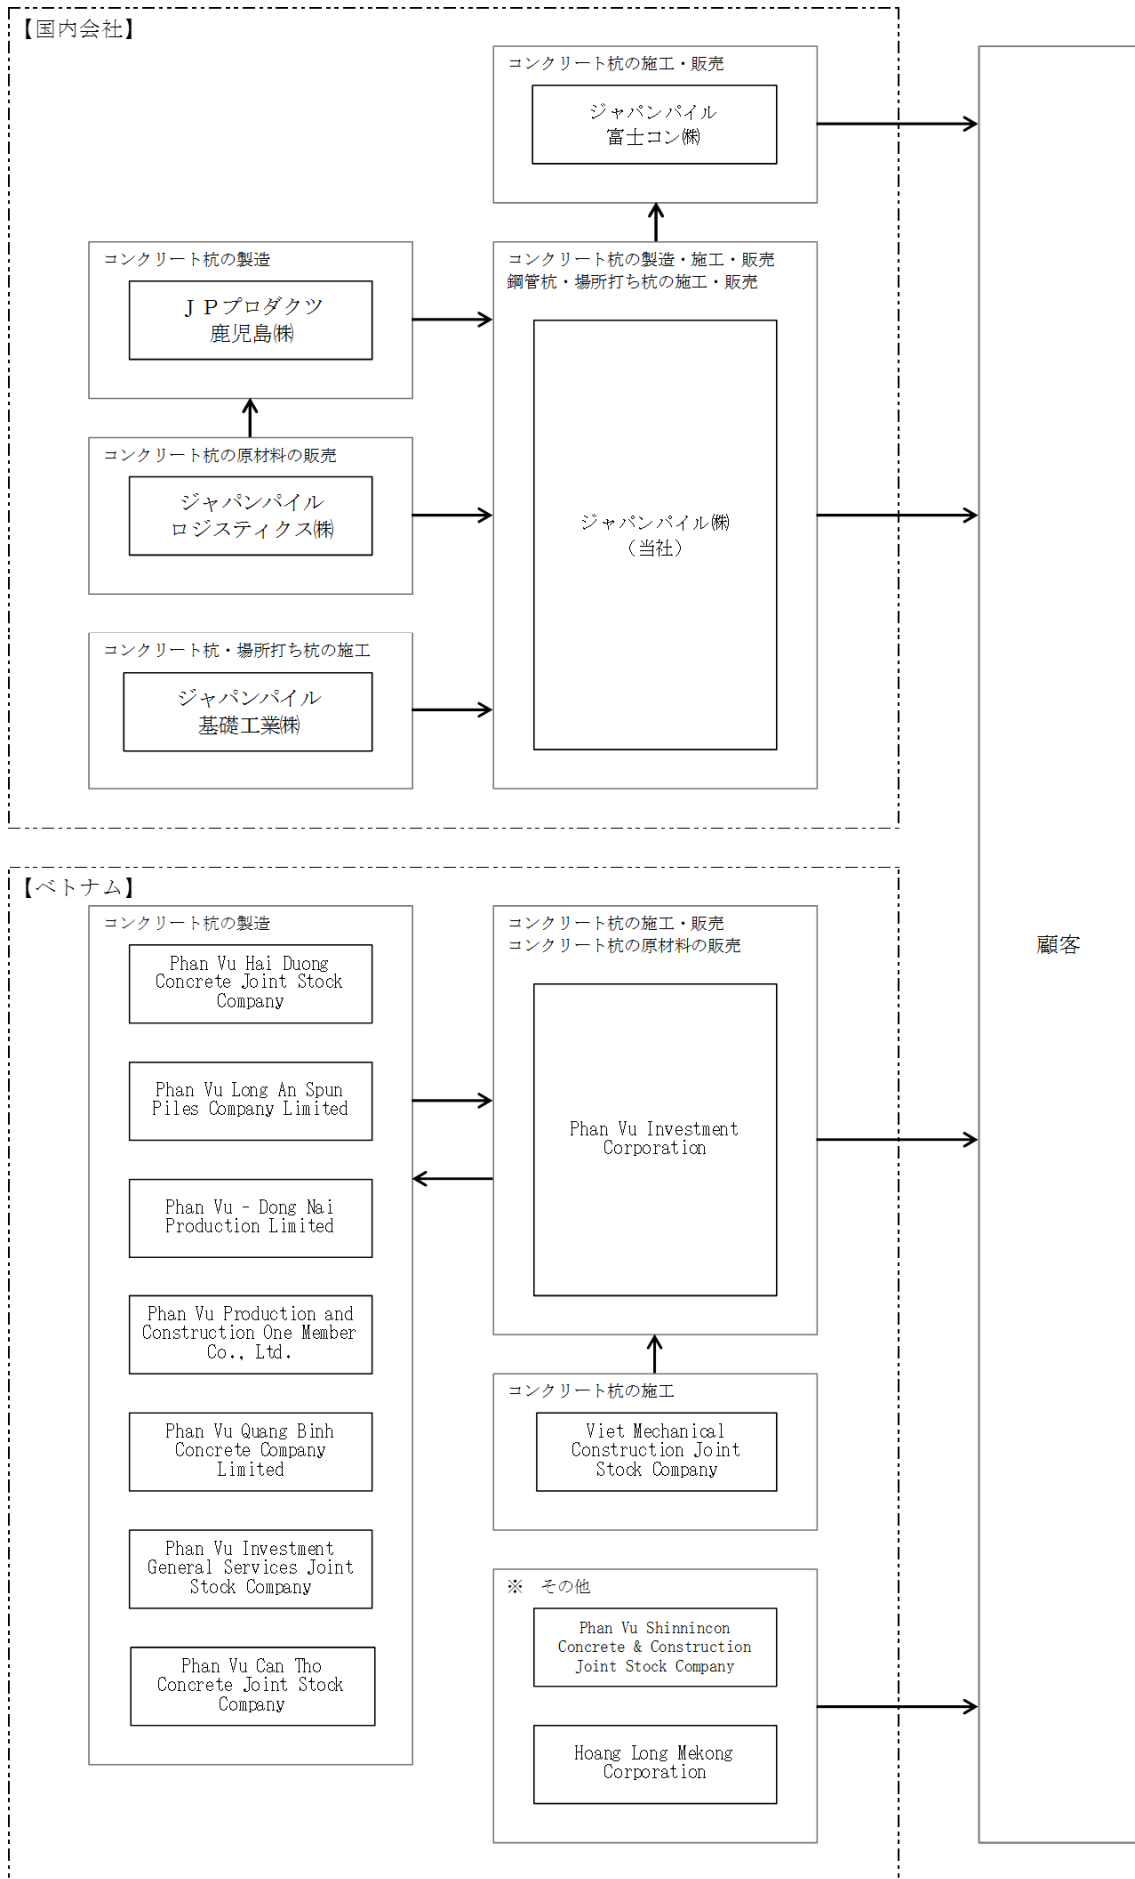 【国内会社】
コンクリート杭の施工・販売
ジャパンパイル
富士コン㈱
コンクリート杭の製造
JPプロダクツ
鹿児島㈱
コンクリート杭の製造・施工・販売
鋼管杭・場所打ち杭の施工・販売
ジャパンパイル㈱
（当社）
コンクリート杭の原材料の販売
ジャパンパイル
ロジスティクス㈱
コンクリート杭・場所打ち杭の施工
ジャパンパイル
基礎工業㈱
【ベトナム】
コンクリート杭の製造
Phan Vu Hai Duong
Concrete Joint Stock
Company
Phan Vu Long An Spun
Piles Company Limited
Phan Vu - Dong Nai
Production Limited
Phan Vu Production and
Construction One Member
Co., Ltd.
Phan Vu Quang Binh
Concrete Company
Limited
Phan Vu Investment
General Services Joint
Stock Company
Phan Vu Can Tho
Concrete Joint Stock
Company
コンクリート杭の施工・販売
コンクリート杭の原材料の販売
Phan Vu Investment
Corporation
コンクリート杭の施工
Viet Mechanical
Construction Joint
Stock Company
※　その他
Phan Vu Shinnincon
Concrete & Construction
Joint Stock Company
Hoang Long Mekong
Corporation
顧客